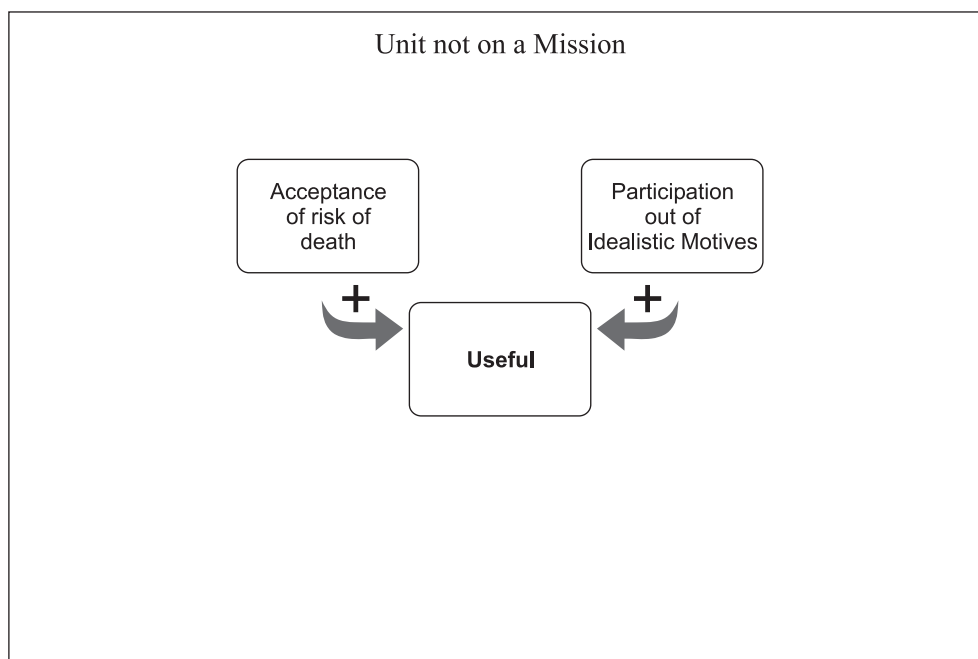 Unit not on a Mission
Acceptance
of risk of
death
Participation
out of
Idealistic Motives
+
+
Useful